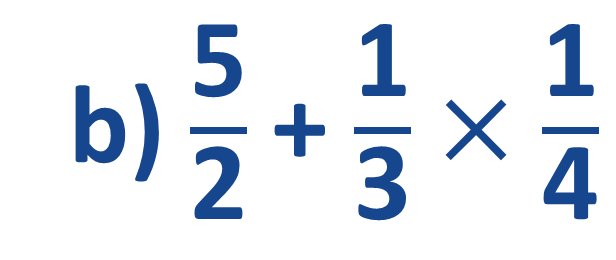 b) 5/2 + 1/3 × 1/4